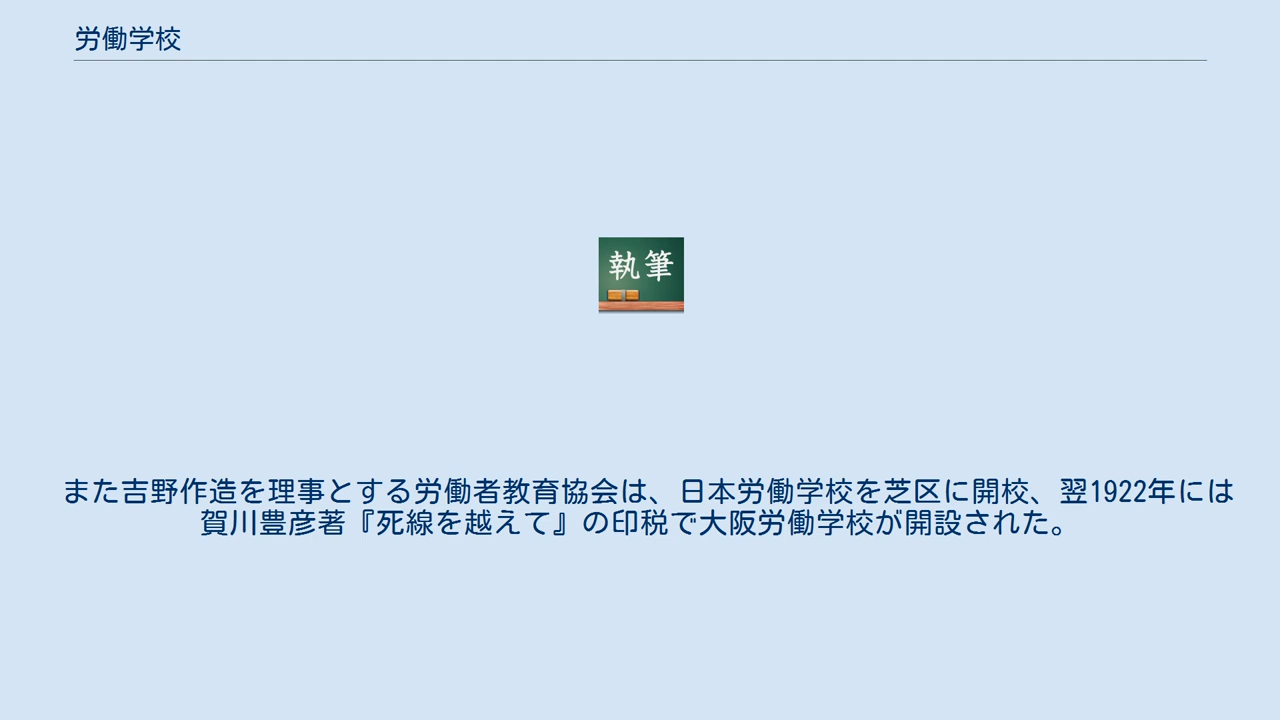 労働学校
執筆
また吉野作造を理事とする労働者教育協会は、日本労働学校を芝区に開校、翌1922年には
賀川豊彦著『死線を越えて』の印税で大阪労働学校が開設された。